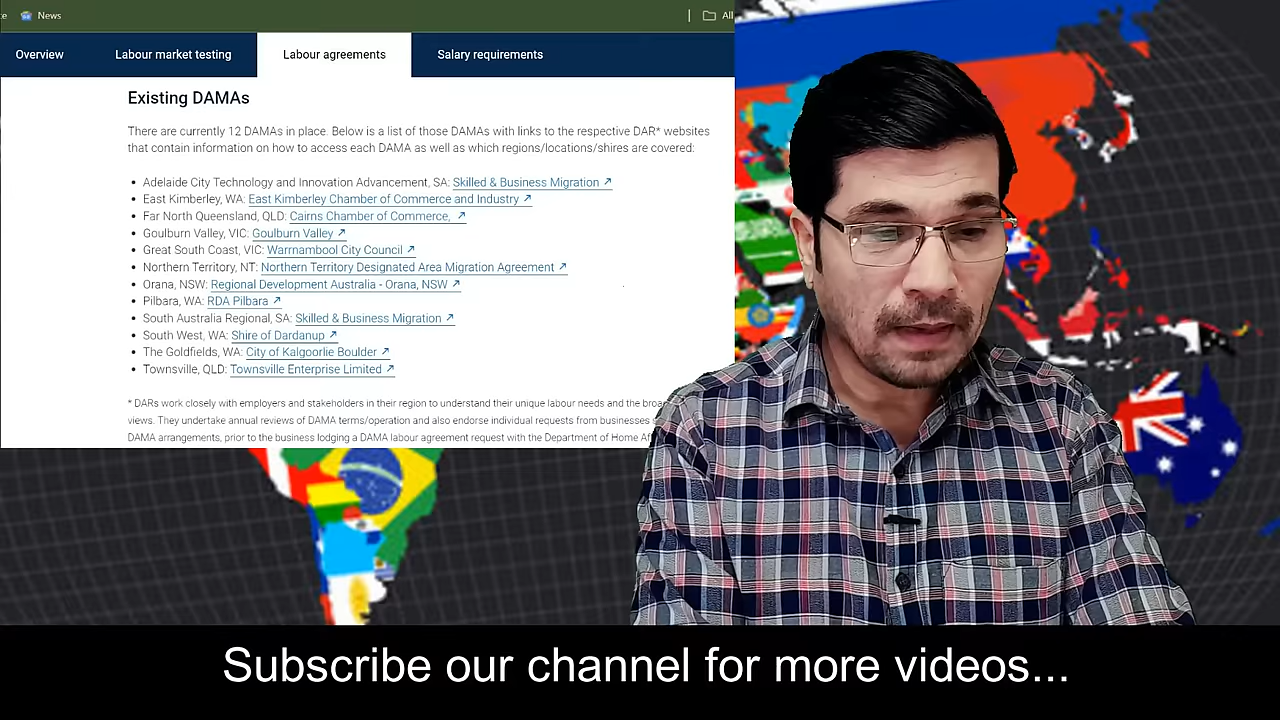 News
All
Overview
Labour market testing
Labour agreements
Salary requirements
Existing DAMAs
There are currently 12 DAMAs in place. Below is a list of those DAMAs with links to the respective DAR* websites
that contain information on how to access each DAMA as well as which regions/locations/shires are covered:
• Adelaide City Technology and Innovation Advancement, SA: Skilled & Business Migration
• East Kimberley, WA: East Kimberley Chamber of Commerce and Industry
• Far North Queensland, QLD: Cairns Chamber of Commerce,
• Goulburn Valley, VIC: Goulburn Valley
• Great South Coast, VIC: Warrnambool City Council
• Northern Territory, NT: Northern Territory Designated Area Migration Agreement
• Orana, NSW: Regional Development Australia - Orana, NSW
• Pilbara, WA: RDA Pilbara
• South Australia Regional, SA: Skilled & Business Migration
• South West, WA: Shire of Dardanup
• The Goldfields, WA: City of Kalgoorlie Boulder
• Townsville, QLD: Townsville Enterprise Limited
* DARs work closely with employers and stakeholders in their region to understand their unique labour needs and the
views. They undertake annual reviews of DAMA terms/operation and also endorse individual requests from businesses
DAMA arrangements, prior to the business lodging a DAMA labour agreement request with the Department of Home
Subscribe our channel for more videos...